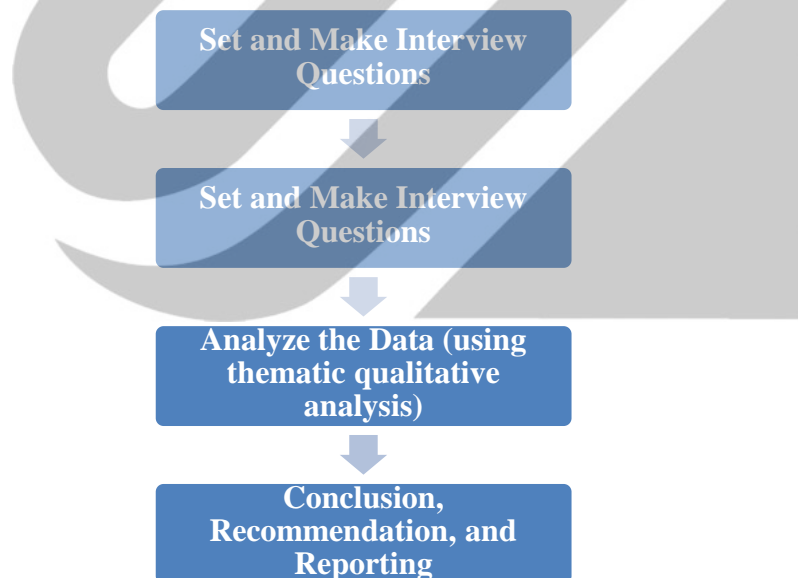 Set and Make Interview
Questions
Set and Make Interview
Questions
Analyze the Data (using
thematic qualitative
analysis)
Conclusion,
Recommendation, and
Reporting